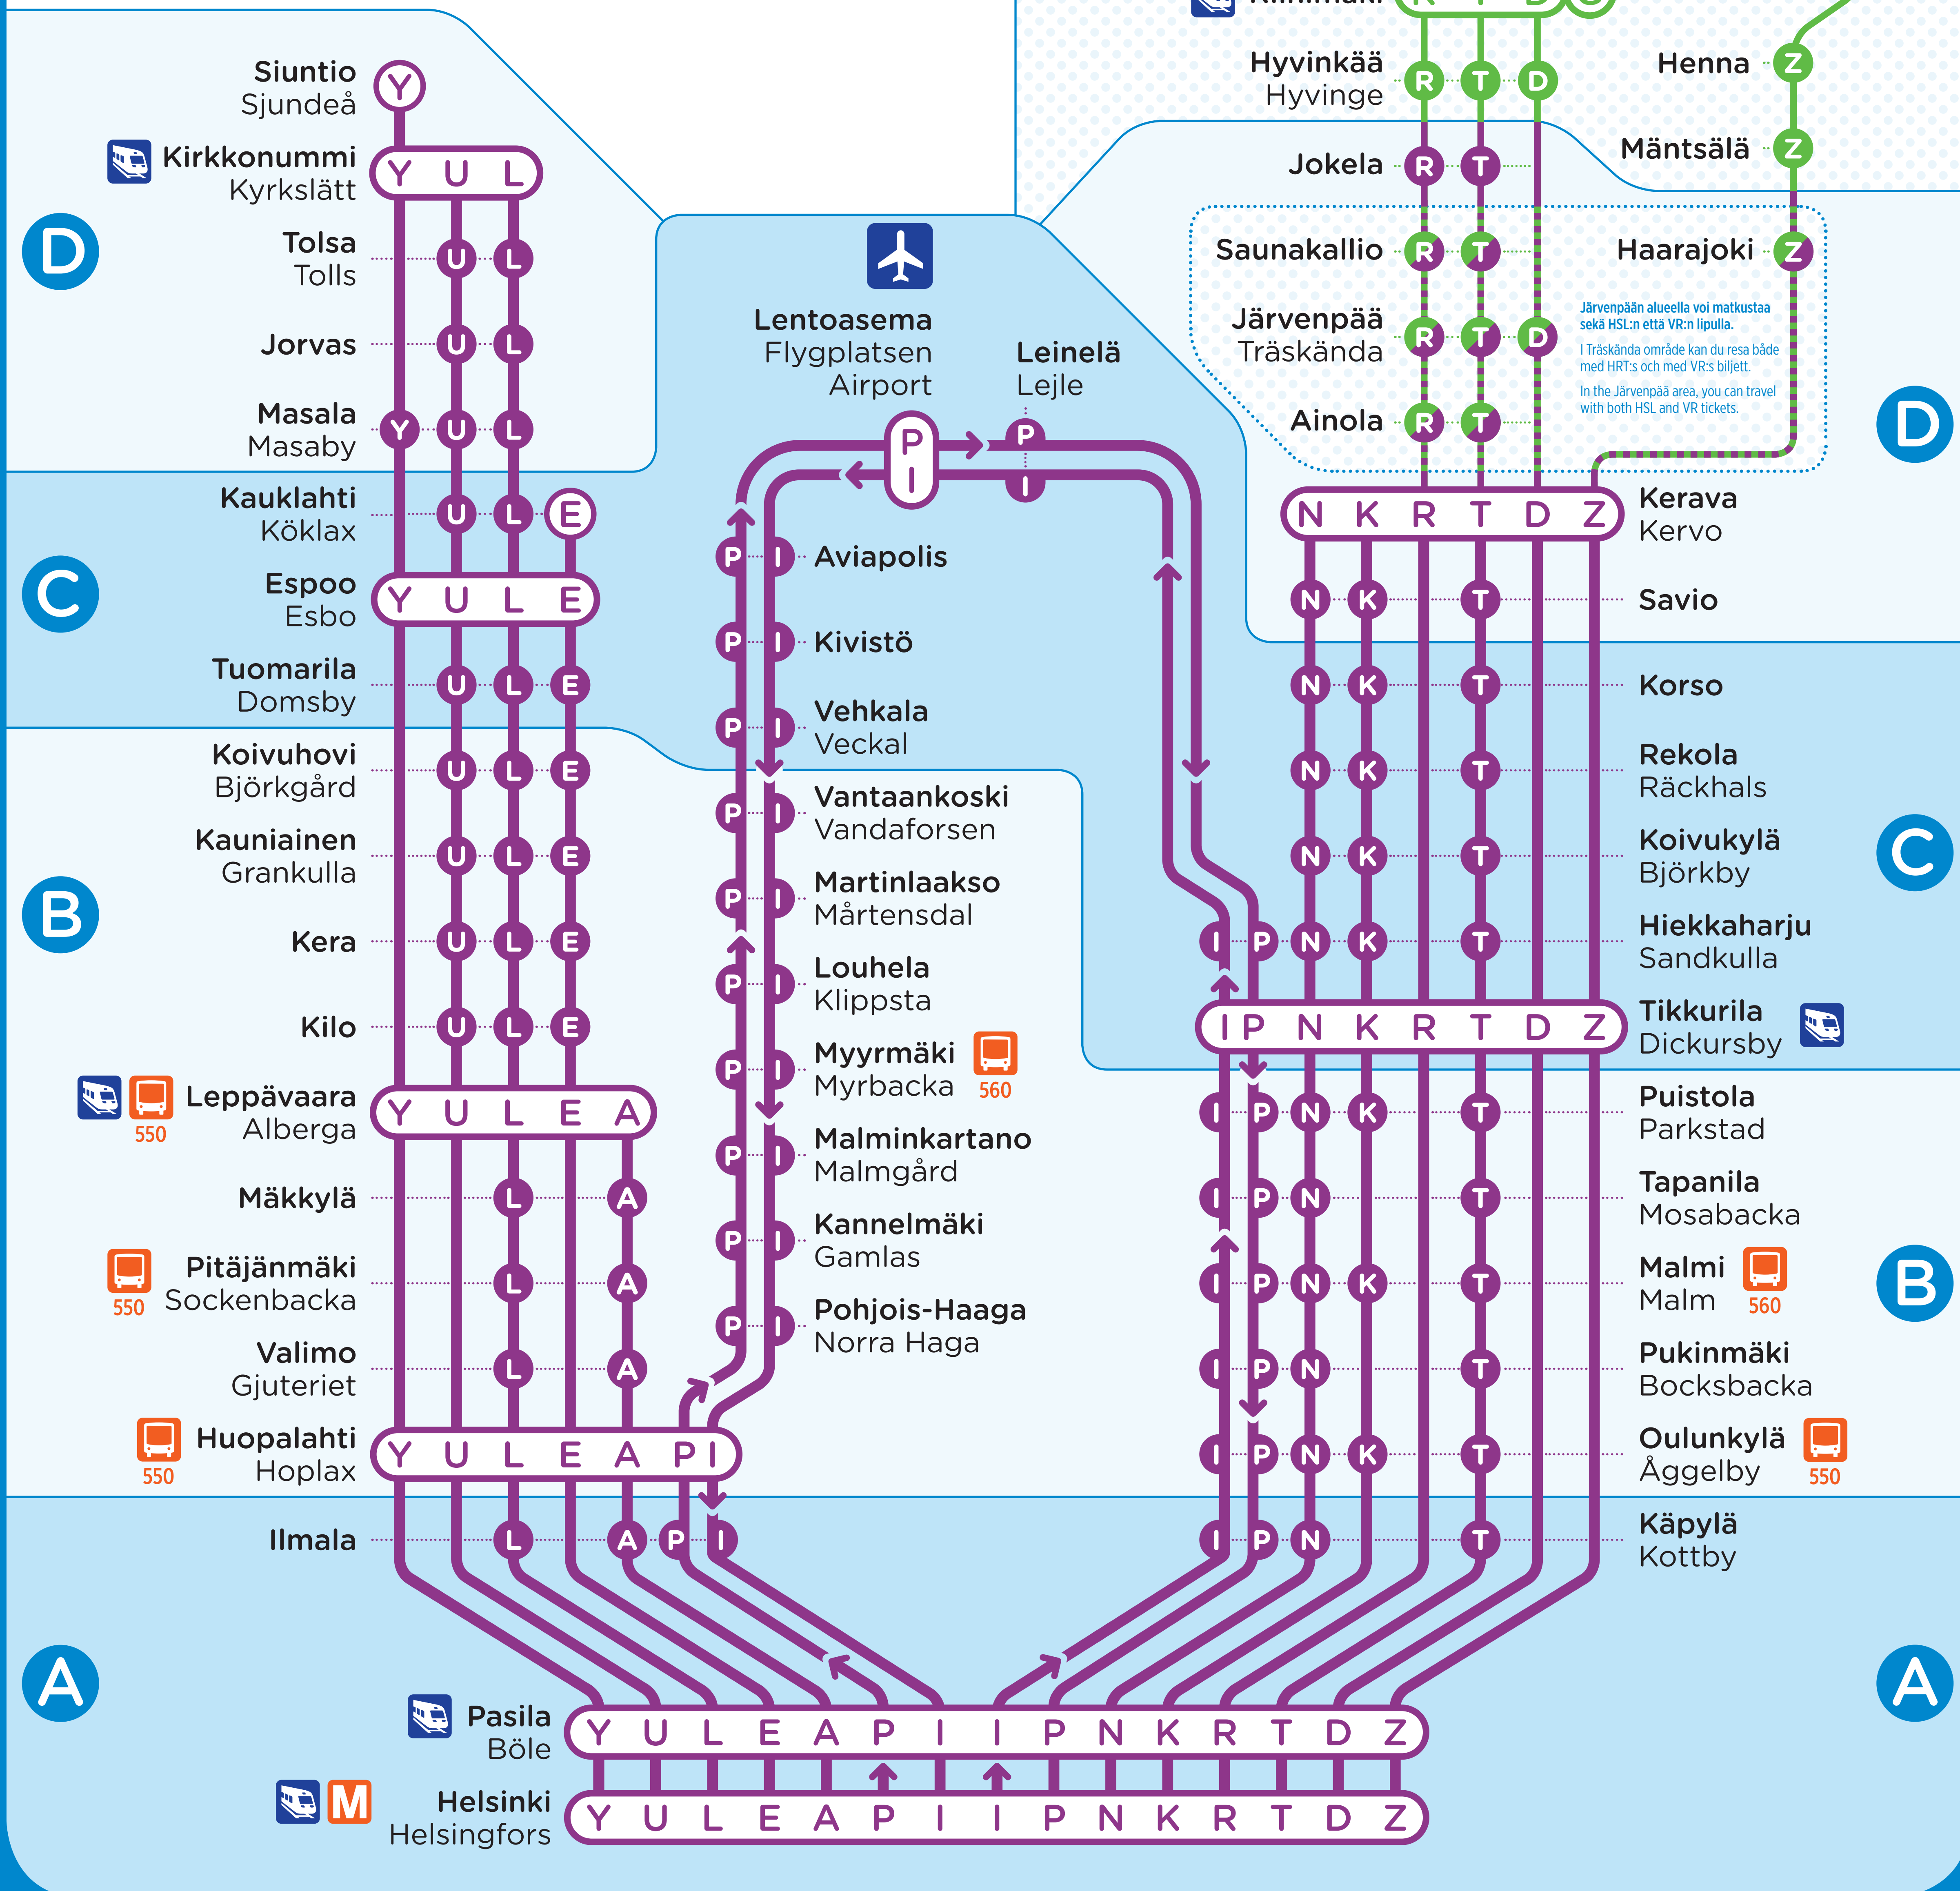 Siuntio
Sjundeå
Y
Kirkkonummi
Kyrkslätt
Y U L
Tolsa
Tolls
U L
D
Jorvas
U L
Masala
Masaby
Y U L
Kauklahti
Köklax
U L E
C
Espoo
Esbo
Y U L E
Tuomarila
Domsby
U L E
Koivuhovi
Björkgård
U L E
Kauniainen
Grankulla
U L E
B
Kera
U L E
Kilo
U L E
550
Leppävaara
Alberga
Y U L E A
Mäkkylä
L A
550
Pitäjänmäki
Sockenbacka
L A
Valimo
Gjuteriet
L A
550
Huopalahti
Hoplax
Y U L E A P I
Ilmala
L A P I
A
Lentoasema
Flygplatsen
Airport
P
I
Leinelä
Lejle
P
I
P I Aviapolis
P I Kivistö
P I Vehkala
Veckal
P I Vantaankoski
Vandaforsen
P I Martinlaakso
Mårtensdal
P I Louhela
Klippsta
P I Myyrmäki
Myrbacka
560
P I Malminkartano
Malmgård
P I Kannelmäki
Gamlas
P I Pohjois-Haaga
Norra Haga
Hyvinkää
Hyvinge
R T D
Henna Z
Jokela R T
Mäntsälä Z
Saunakallio R T
Haarajoki Z
Järvenpää
Träskända
R T D
Järvenpään alueella voi matkustaa
sekä HSL:n että VR:n lipulla.
I Träskända område kan du resa både
med HRT:s och med VR:s biljett.
In the Järvenpää area, you can travel
with both HSL and VR tickets.
Ainola R T
D
N K R T D Z
Kerava
Kervo
N K T Savio
N K T Korso
N K T Rekola
Räckhals
N K T Koivukylä
Björkby
C
I P N K T Hiekkaharju
Sandkulla
I P N K R T D Z
Tikkurila
Dickursby
I P N K T Puistola
Parkstad
I P N T Tapanila
Mosabacka
I P N K T Malmi
Malm
560
B
I P N T Pukinmäki
Bocksbacka
I P N K T Oulunkylä
Åggelby
550
I P N T Käpylä
Kottby
A
Pasila
Böle
Y U L E A P I I P N K R T D Z
M
Helsinki
Helsingfors
Y U L E A P I I P N K R T D Z